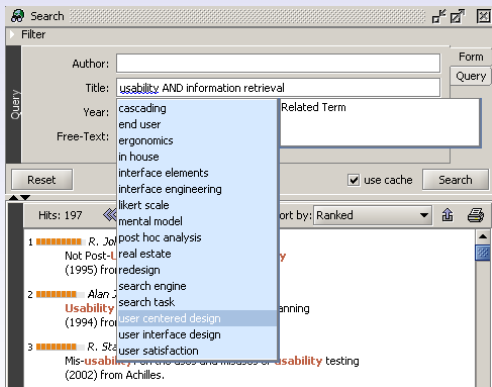 Search
Filter
Form
Query
Query
Author:
Title: usability AND information retrieval
Year:
Free-Text:
cascading
end user
ergonomics
in house
interface elements
interface engineering
likert scale
mental model
post hoc analysis
real estate
redesign
search engine
search task
user centered design
user interface design
user satisfaction
Related Term
Reset
use cache
Search
Hits: 197
ort by: Ranked
1 R. Jo
Not Post-U y
(1995) fro
2 Alan
Usability anning
(1994) fro
3 R. Sta
Mis-usability testing
(2002) from Achilles.